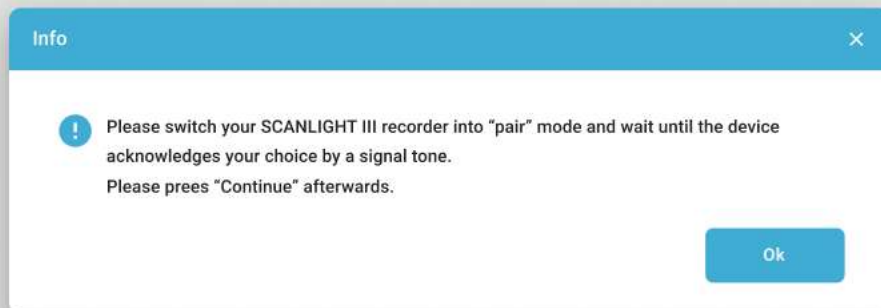 Info
Please switch your SCANLIGHT III recorder into “pair” mode and wait until the device
acknowledges your choice by a signal tone.
Please prees “Continue” afterwards.
Ok